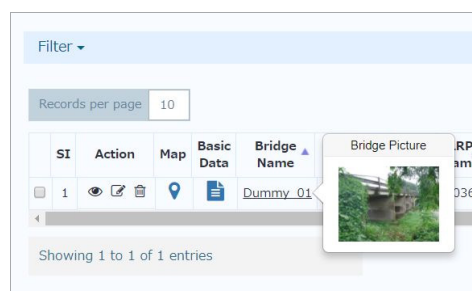 Filter
Records per page 10
SI Action Map Basic Data Bridge Name
Bridge Picture
1 Dummy_01
Showing 1 to 1 of 1 entries